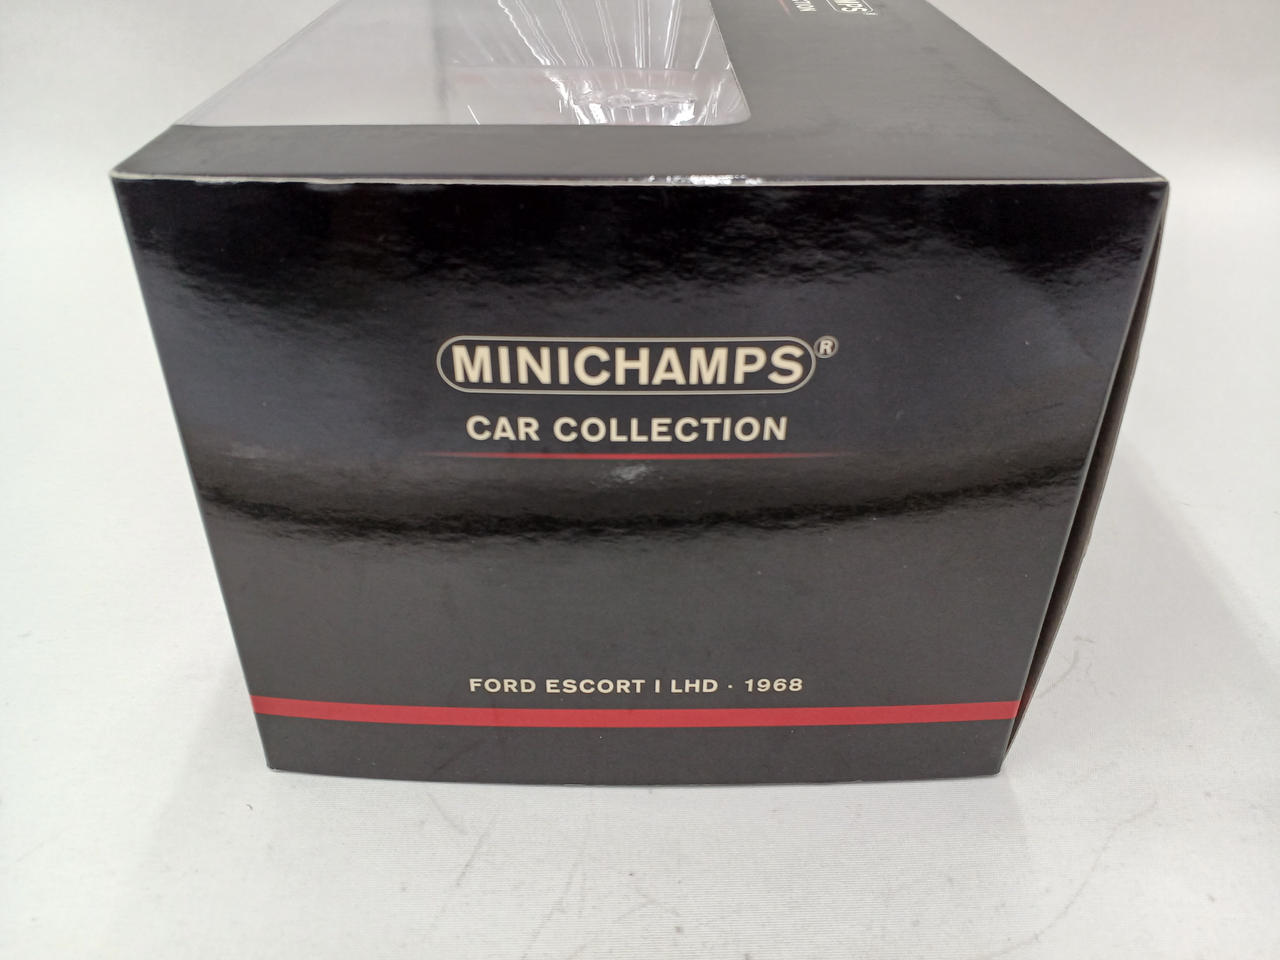 MINICHAMPS®
CAR COLLECTION
FORD ESCORT I LHD · 1968